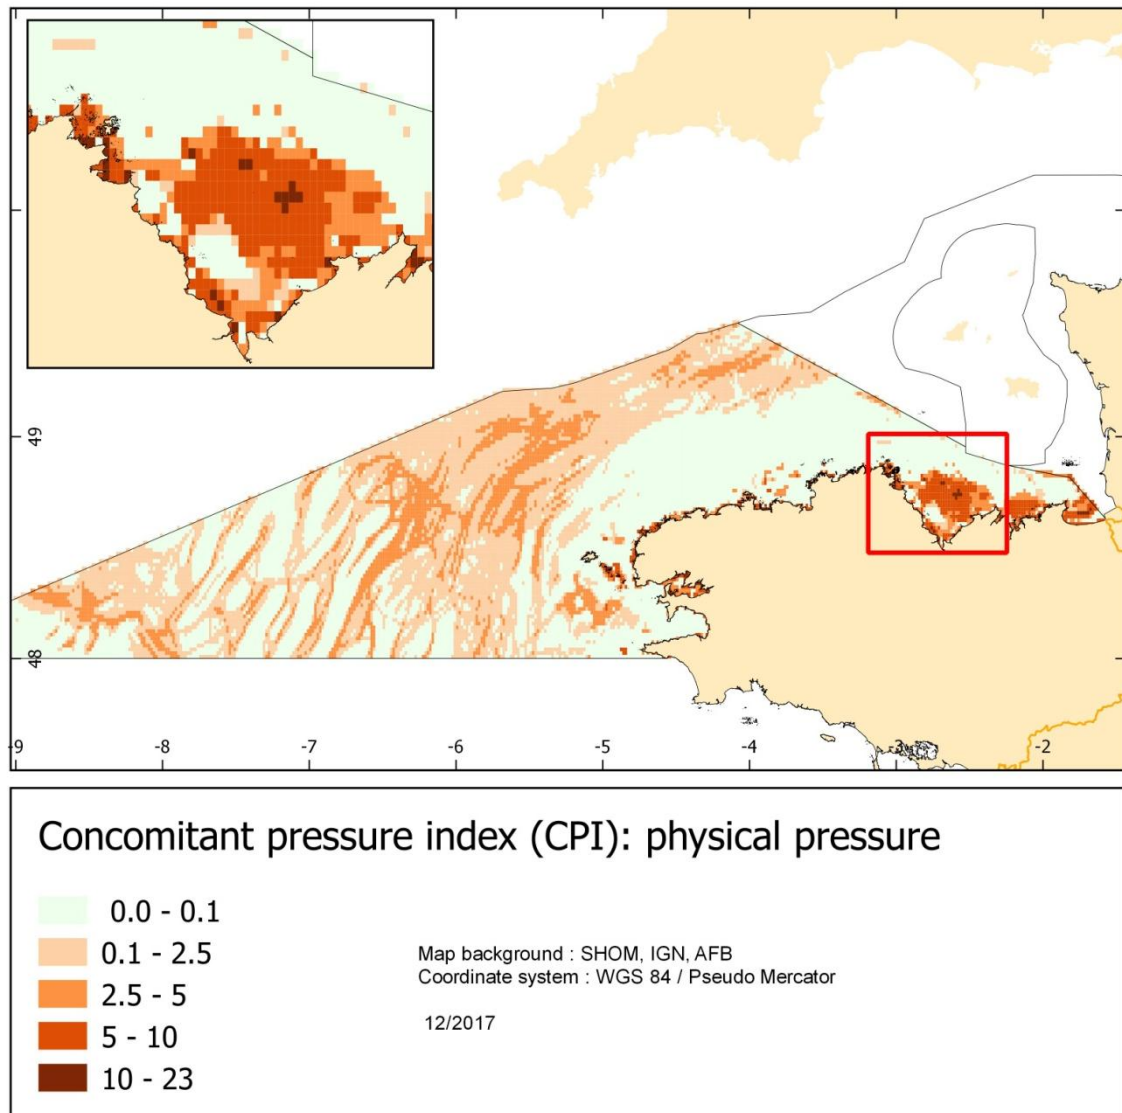 49
48
-9
-8
-7
-6
-5
-4
-3
-2
Concomitant pressure index (CPI): physical pressure
0.0 - 0.1
0.1 - 2.5
2.5 - 5
5 - 10
10 - 23
Map background : SHOM, IGN, AFB
Coordinate system : WGS 84 / Pseudo Mercator
12/2017